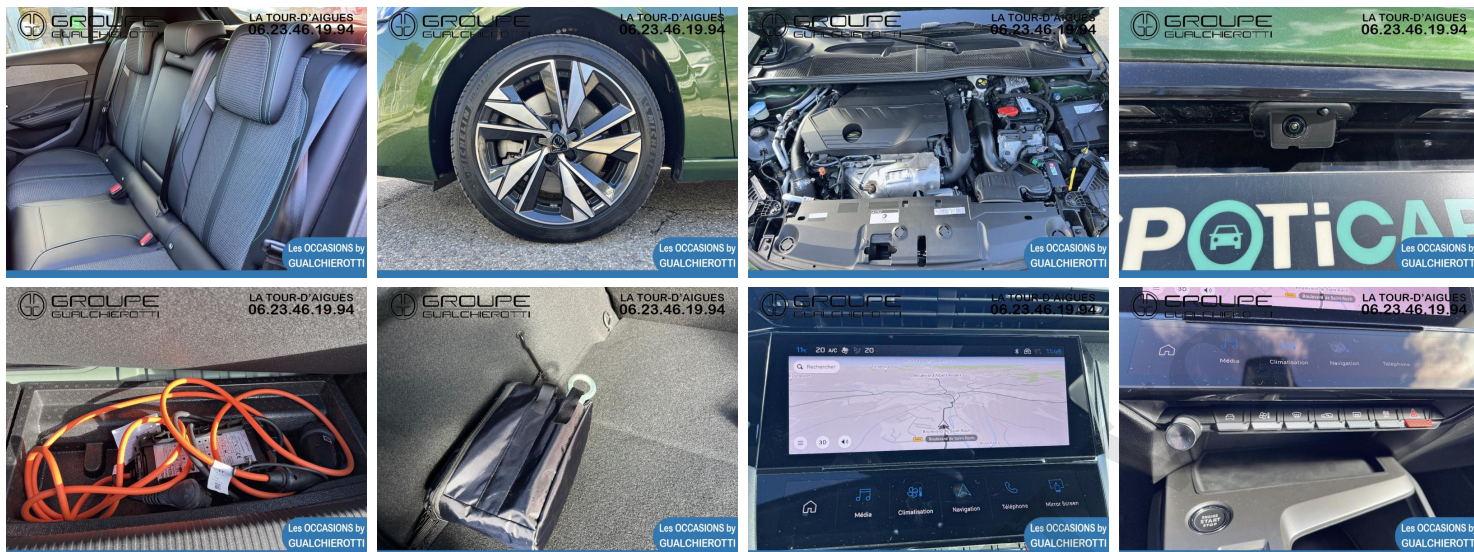 GROUPE
GUALCHIEROTTI
LA TOUR-D'AIGUES
06.23.46.19.94
Les OCCASIONS by
GUALCHIEROTTI
GROUPE
GUALCHIEROTTI
LA TOUR-D'AIGUES
06.23.46.19.94
Les OCCASIONS by
GUALCHIEROTTI
GROUPE
GUALCHIEROTTI
LA TOUR-D'AIGUES
06.23.46.19.94
Les OCCASIONS by
GUALCHIEROTTI
GROUPE
GUALCHIEROTTI
LA TOUR-D'AIGUES
06.23.46.19.94
POTiCAR
Les OCCASIONS by
GUALCHIEROTTI
GROUPE
GUALCHIEROTTI
LA TOUR-D'AIGUES
06.23.46.19.94
Les OCCASIONS by
GUALCHIEROTTI
GROUPE
GUALCHIEROTTI
LA TOUR-D'AIGUES
06.23.46.19.94
Les OCCASIONS by
GUALCHIEROTTI
GROUPE
GUALCHIEROTTI
LA TOUR-D'AIGUES
06.23.46.19.94
20 A/C 20
Rechercher
3D
Média Climatisation Navigation Téléphone Mirror Screen
Les OCCASIONS by
GUALCHIEROTTI
GROUPE
GUALCHIEROTTI
LA TOUR-D'AIGUES
06.23.46.19.94
3D
Média Climatisation Navigation Téléphone
ENGINE
START
STOP
Les OCCASIONS by
GUALCHIEROTTI